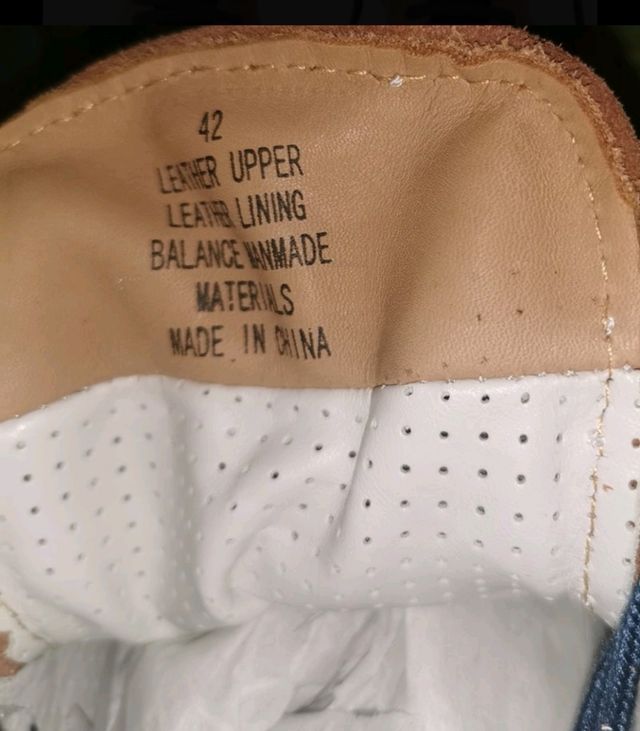 42
LEATHER UPPER
LEATHER LINING
BALANCE MANMADE
MATERIALS
MADE IN CHINA